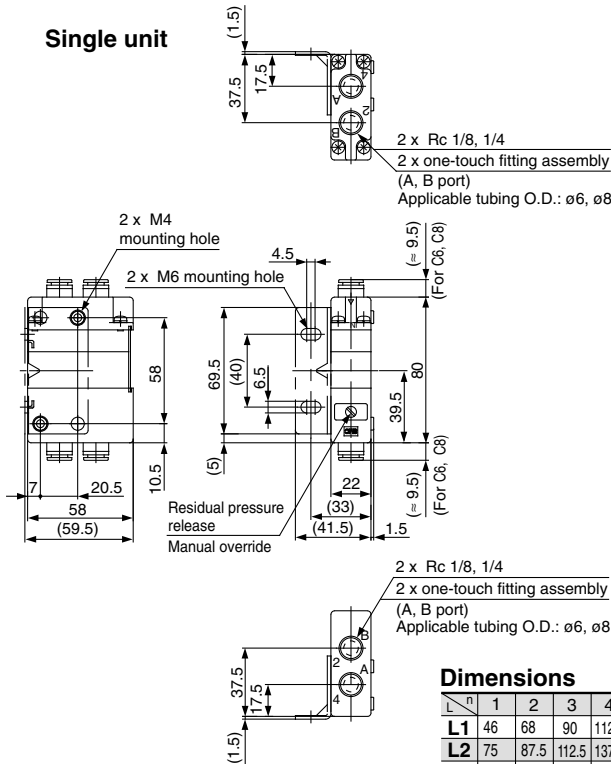 Single unit
(1.5)
37.5
17.5
A
4
2
B
2 x Rc 1/8, 1/4
2 x one-touch fitting assembly
(A, B port)
Applicable tubing O.D.: ø6, ø8
2 x M4
mounting hole
2 x M6 mounting hole
4.5
(≈ 9.5)
(For C6, C8)
58
10.5
69.5
(40)
6.5
(5)
80
39.5
(≈ 9.5)
(For C6, C8)
7
20.5
58
(59.5)
22
(33)
(41.5)
1.5
Residual pressure
release
Manual override
2 x Rc 1/8, 1/4
2 x one-touch fitting assembly
(A, B port)
Applicable tubing O.D.: ø6, ø8
B
2
A
4
37.5
17.5
(1.5)
Dimensions
L n 1 2 3 4
L1 46 68 90 112
L2 75 87.5 112.5 137